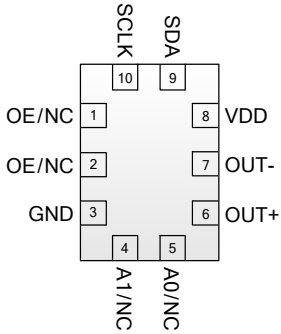 SCLK SDA
10 9
OE/NC 1 8 VDD
OE/NC 2 7 OUT-
GND 3 6 OUT+
4 5
A1/NC A0/NC